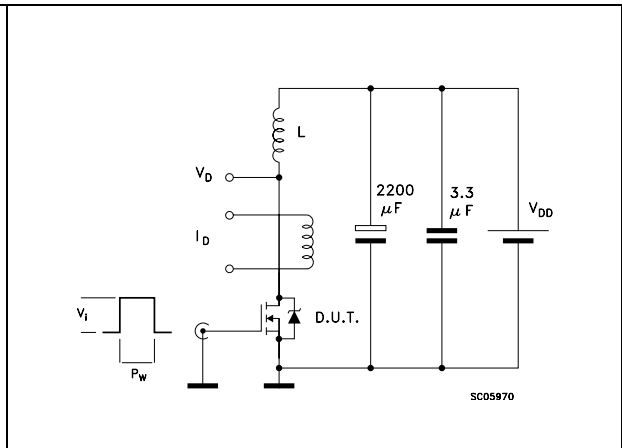 L
V_D
2200
μF
3.3
μF
V_DD
I_D
V_i
D.U.T.
P_W
SC05970